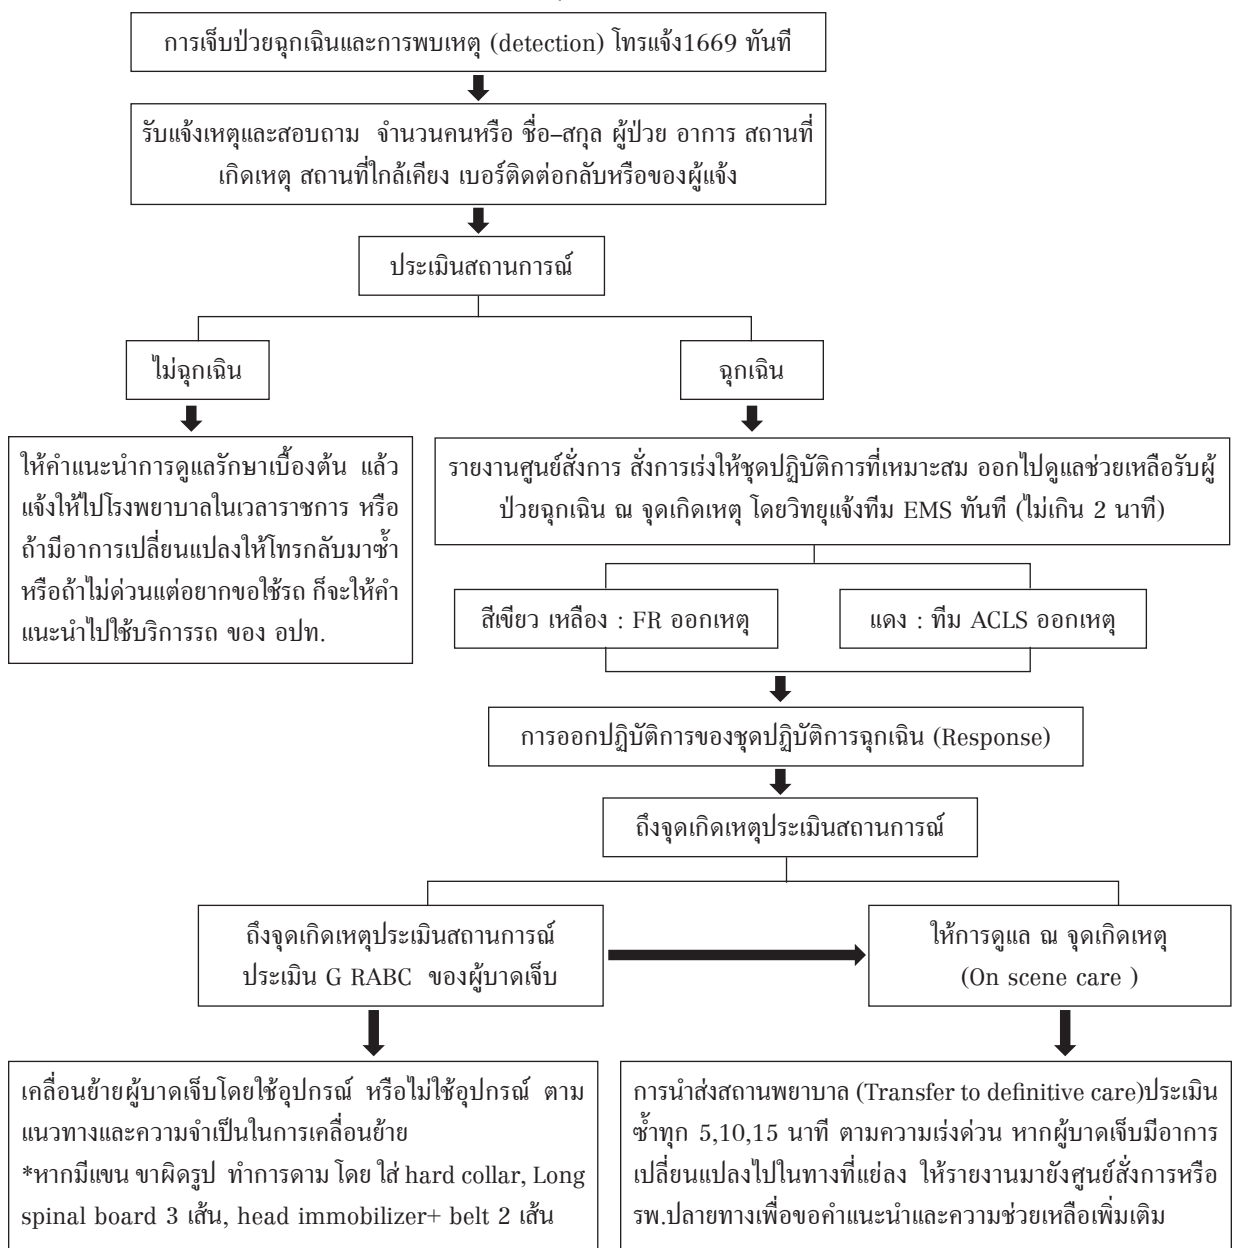 การเจ็บป่วยฉุกเฉินและการพบเหตุ (detection) โทรแจ้ง1669 ทันที
รับแจ้งเหตุและสอบถาม จำนวนคนหรือ ชื่อ–สกุล ผู้ป่วย อาการ สถานที่
เกิดเหตุ สถานที่ใกล้เคียง เบอร์ติดต่อกลับหรือของผู้แจ้ง
ประเมินสถานการณ์
ไม่ฉุกเฉิน
ฉุกเฉิน
ให้คำแนะนำการดูแลรักษาเบื้องต้น แล้ว
แจ้งให้ไปโรงพยาบาลในเวลาราชการ หรือ
ถ้ามีอาการเปลี่ยนแปลงให้โทรกลับมาซ้ำ
หรือถ้าไม่ด่วนแต่อยากขอใช้รถ ก็จะให้คำ
แนะนำไปใช้บริการรถ ของ อปท.
รายงานศูนย์สั่งการ สั่งการเร่งให้ชุดปฏิบัติการที่เหมาะสม ออกไปดูแลช่วยเหลือรับผู้
ป่วยฉุกเฉิน ณ จุดเกิดเหตุ โดยวิทยุแจ้งทีม EMS ทันที (ไม่เกิน 2 นาที)
สีเขียว เหลือง : FR ออกเหตุ
แดง : ทีม ACLS ออกเหตุ
การออกปฏิบัติการของชุดปฏิบัติการฉุกเฉิน (Response)
ถึงจุดเกิดเหตุประเมินสถานการณ์
ถึงจุดเกิดเหตุประเมินสถานการณ์
ประเมิน G RABC ของผู้บาดเจ็บ
ให้การดูแล ณ จุดเกิดเหตุ
(On scene care )
เคลื่อนย้ายผู้บาดเจ็บโดยใช้อุปกรณ์ หรือไม่ใช้อุปกรณ์ ตาม
แนวทางและความจำเป็นในการเคลื่อนย้าย
*หากมีแขน ขาผิดรูป ทำการดาม โดย ใส่ hard collar, Long
spinal board 3 เส้น, head immobilizer+ belt 2 เส้น
การนำส่งสถานพยาบาล (Transfer to definitive care)ประเมิน
ซ้ำทุก 5,10,15 นาที ตามความเร่งด่วน หากผู้บาดเจ็บมีอาการ
เปลี่ยนแปลงไปในทางที่แย่ลง ให้รายงานมายังศูนย์สั่งการหรือ
รพ.ปลายทางเพื่อขอคำแนะนำและความช่วยเหลือเพิ่มเติม